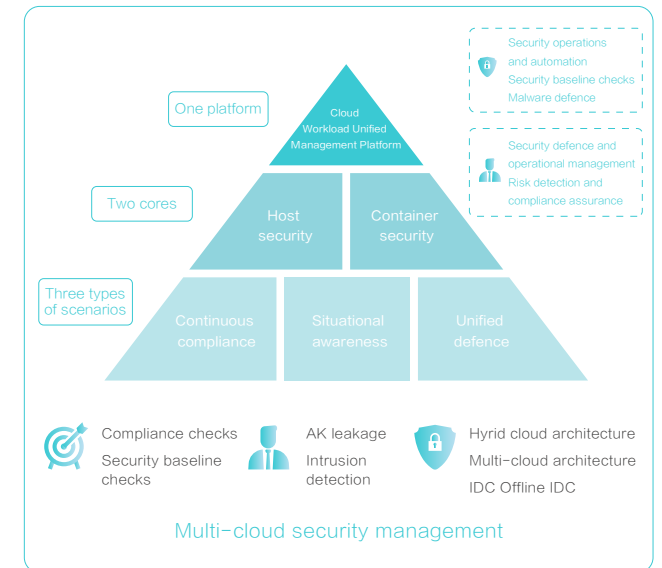 Security operations
and automation
Security baseline checks
Malware defence
One platform
Cloud
Workload Unified
Management Platform
Security defence and
operational management
Risk detection and
compliance assurance
Two cores
Host
security
Container
security
Three types
of scenarios
Continuous
compliance
Situational
awareness
Unified
defence
Compliance checks
Security baseline
checks
AK leakage
Intrusion
detection
Hyrid cloud architecture
Multi-cloud architecture
IDC Offline IDC
Multi-cloud security management